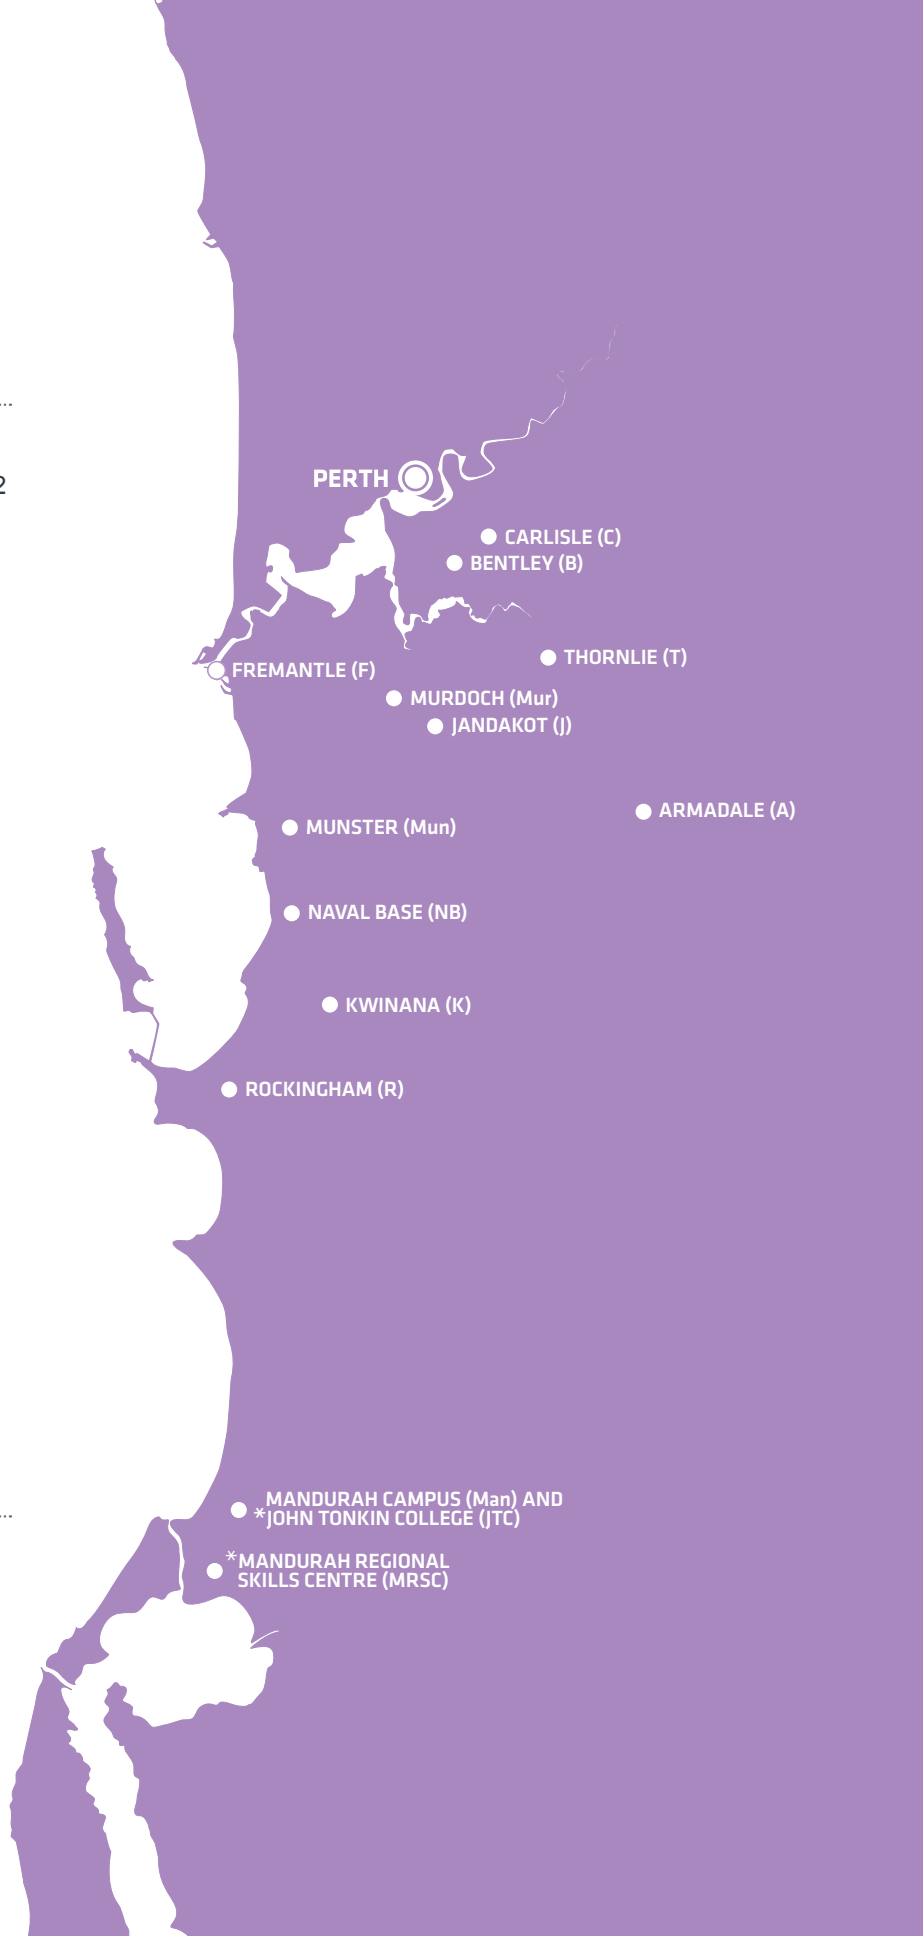 ...
2
PERTH
CARLISLE (C)
BENTLEY (B)
THORNLIE (T)
FREMANTLE (F)
MURDOCH (Mur)
JANDAKOT (J)
ARMADALE (A)
MUNSTER (Mun)
NAVAL BASE (NB)
KWINANA (K)
ROCKINGHAM (R)
MANDURAH CAMPUS (Man) AND
*JOHN TONKIN COLLEGE (JTC)
...
*MANDURAH REGIONAL
SKILLS CENTRE (MRSC)